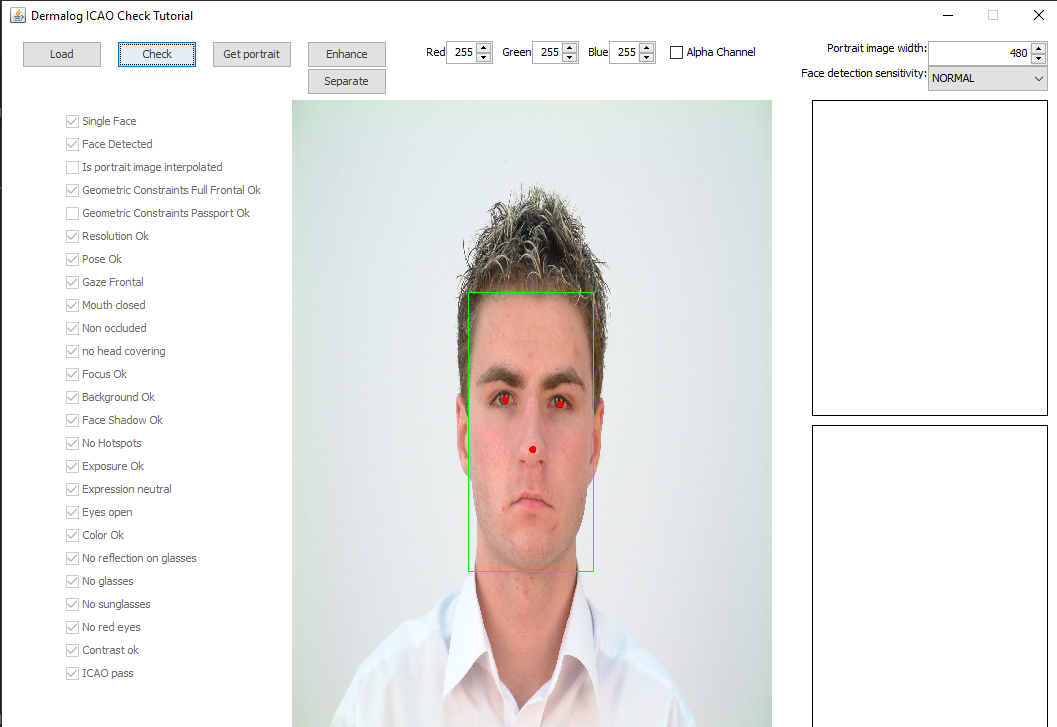 Dermalog ICAO Check Tutorial
Load Check Get portrait Enhance Red 255 Green 255 Blue 255 Alpha Channel Portrait image width: 480
Separate Face detection sensitivity: NORMAL
Single Face
Face Detected
Is portrait image interpolated
Geometric Constraints Full Frontal Ok
Geometric Constraints Passport Ok
Resolution Ok
Pose Ok
Gaze Frontal
Mouth closed
Non occluded
no head covering
Focus Ok
Background Ok
Face Shadow Ok
No Hotspots
Exposure Ok
Expression neutral
Eyes open
Color Ok
No reflection on glasses
No glasses
No sunglasses
No red eyes
Contrast ok
ICAO pass